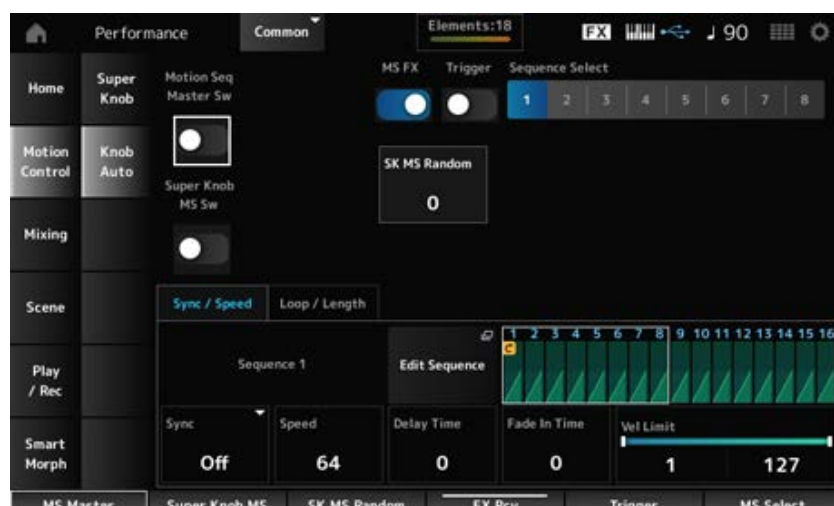 Performance
Common
Elements:18
FX
90
Home
Super
Knob
Motion Seq
Master Sw
MS FX
Trigger
Sequence Select
1 2 3 4 5 6 7 8
Motion
Control
Knob
Auto
Super Knob
MS Sw
SK MS Random
0
Mixing
Scene
Sync / Speed
Loop / Length
Play
/ Rec
Sequence 1
Edit Sequence
1 2 3 4 5 6 7 8 9 10 11 12 13 14 15 16
C
Smart
Morph
Sync
Off
Speed
64
Delay Time
0
Fade In Time
0
Vel Limit
1
127
MS Master
Super Knob MS
SK MS Random
FX Rcv
Trigger
MS Select